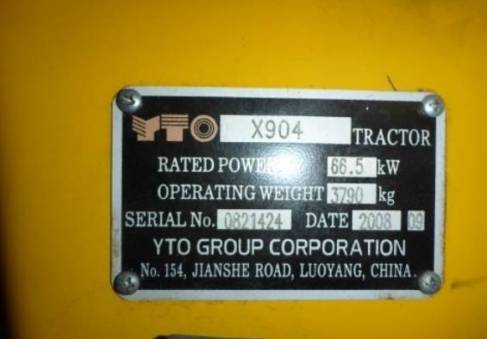 YTO X904 TRACTOR
RATED POWER 66.5 kW
OPERATING WEIGHT 3790 kg
SERIAL No. 0821424 DATE 2008 09
YTO GROUP CORPORATION
No. 154, JIANSHE ROAD, LUOYANG, CHINA.